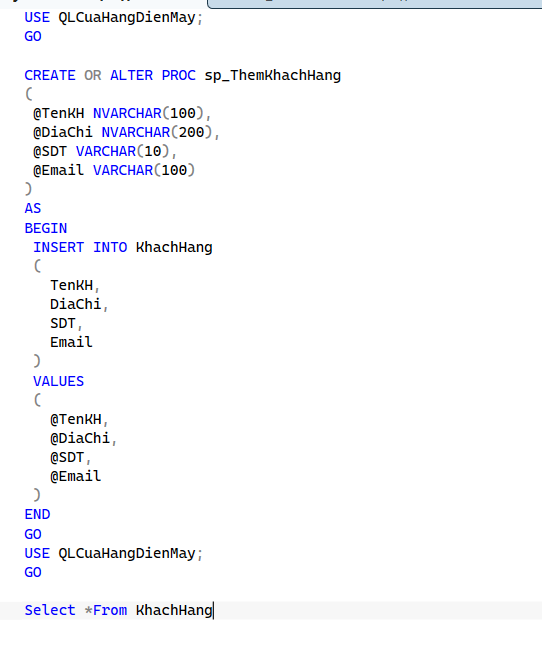 USE QLCuaHangDienMay;
GO
CREATE OR ALTER PROC sp_ThemKhachHang
(
@TenKH NVARCHAR(100),
@DiaChi NVARCHAR(200),
@SDT VARCHAR(10),
@Email VARCHAR(100)
)
AS
BEGIN
INSERT INTO KhachHang
(
TenKH,
DiaChi,
SDT,
Email
)
VALUES
(
@TenKH,
@DiaChi,
@SDT,
@Email
)
END
GO
USE QLCuaHangDienMay;
GO
Select *From KhachHang